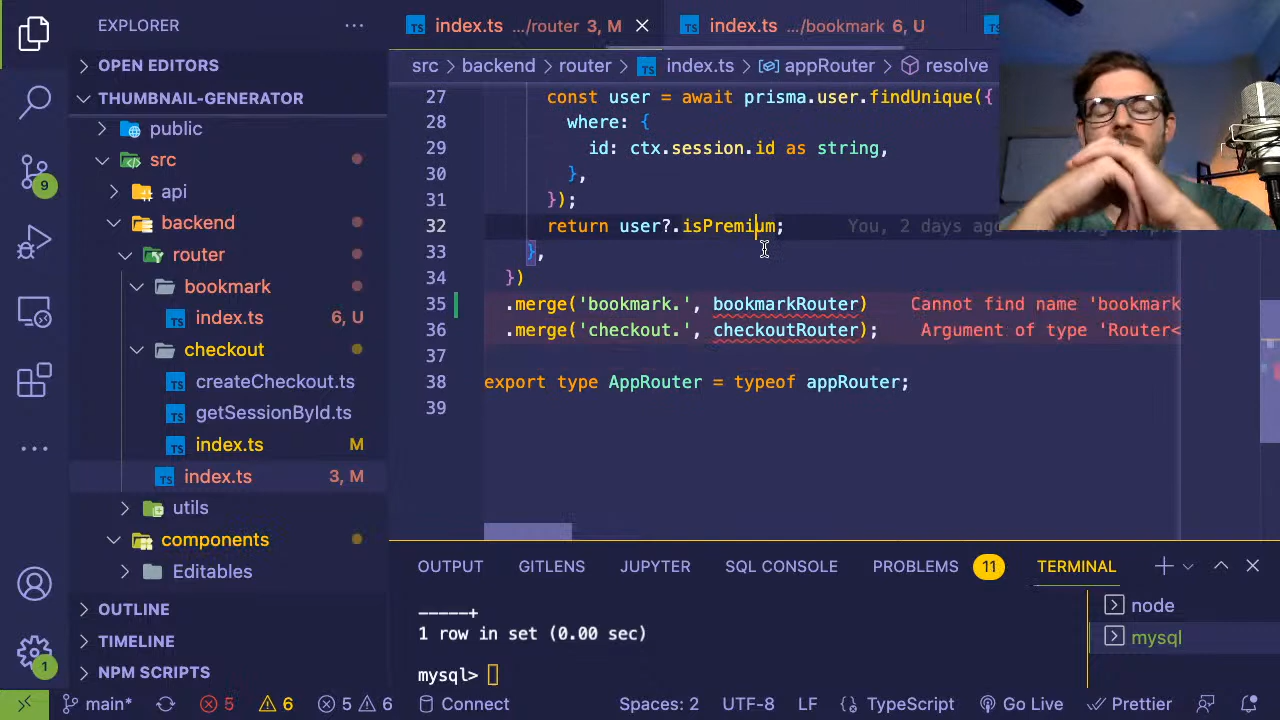 EXPLORER
OPEN EDITORS
THUMBNAIL-GENERATOR
public
src
api
backend
router
bookmark
index.ts 6, U
checkout
createCheckout.ts
getSessionById.ts
index.ts M
index.ts 3, M
utils
components
Editables
OUTLINE
TIMELINE
NPM SCRIPTS
TS index.ts .../router 3, M
TS index.ts .../bookmark 6, U
TS
src > backend > router > TS index.ts > appRouter > resolve
27 const user = await prisma.user.findUnique({
28 where: {
29 id: ctx.session.id as string,
30 },
31 });
32 return user?.isPremium; You, 2 days ago
33 },
34 })
35 .merge('bookmark.', bookmarkRouter) Cannot find name 'bookmark
36 .merge('checkout.', checkoutRouter); Argument of type 'Router<
37
38 export type AppRouter = typeof appRouter;
39
OUTPUT GITLENS JUPYTER SQL CONSOLE PROBLEMS 11 TERMINAL
-----+
1 row in set (0.00 sec)
mysql>
node
mysql
9
1
main* 5 6 5 6 Connect Spaces: 2 UTF-8 LF TypeScript Go Live Prettier